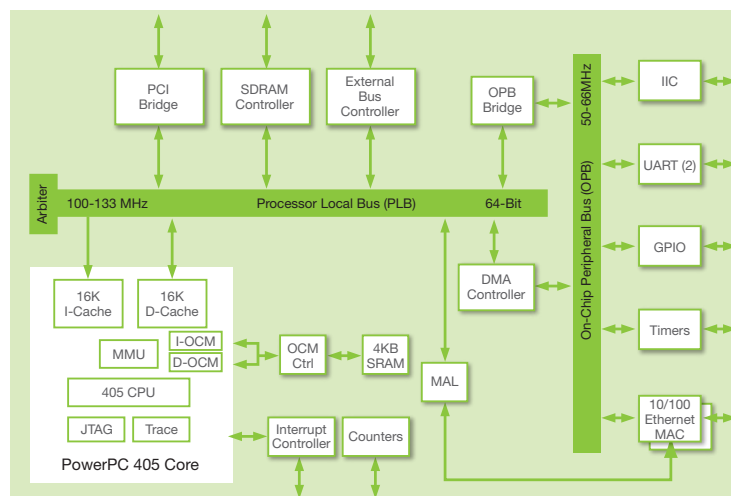 PCI
Bridge
SDRAM
Controller
External
Bus
Controller
OPB
Bridge
50-66MHz
On-Chip Peripheral Bus (OPB)
IIC
UART (2)
GPIO
Timers
10/100
Ethernet
MAC
Arbiter
100-133 MHz
Processor Local Bus (PLB)
64-Bit
16K
I-Cache
16K
D-Cache
DMA
Controller
MMU
I-OCM
D-OCM
OCM
Ctrl
4KB
SRAM
MAL
405 CPU
JTAG
Trace
Interrupt
Controller
Counters
PowerPC 405 Core